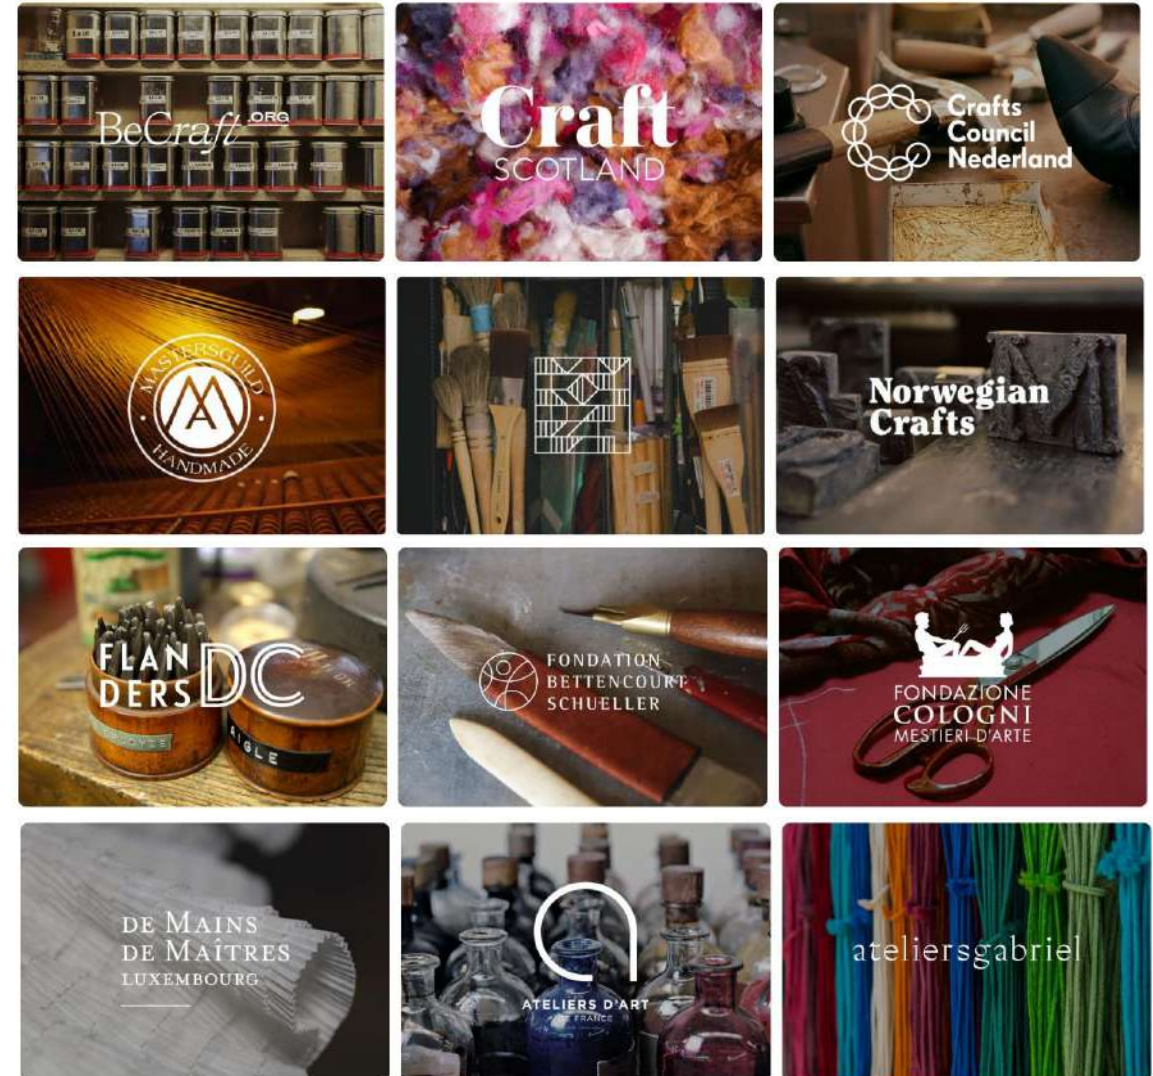 BeCraft.ORG
Craft
SCOTLAND
Crafts
Council
Nederland
MASTERSGUILD
MA
HANDMADE
Norwegian
Crafts
FLAN
DERS DC
AIGLE
FONDATION
BETTENCOURT
SCHUELLER
FONDAZIONE
COLOGNI
MESTIERI D'ARTE
DE MAINS
DE MAÎTRES
LUXEMBOURG
ATELIERS D'ART
DE FRANCE
ateliersgabriel